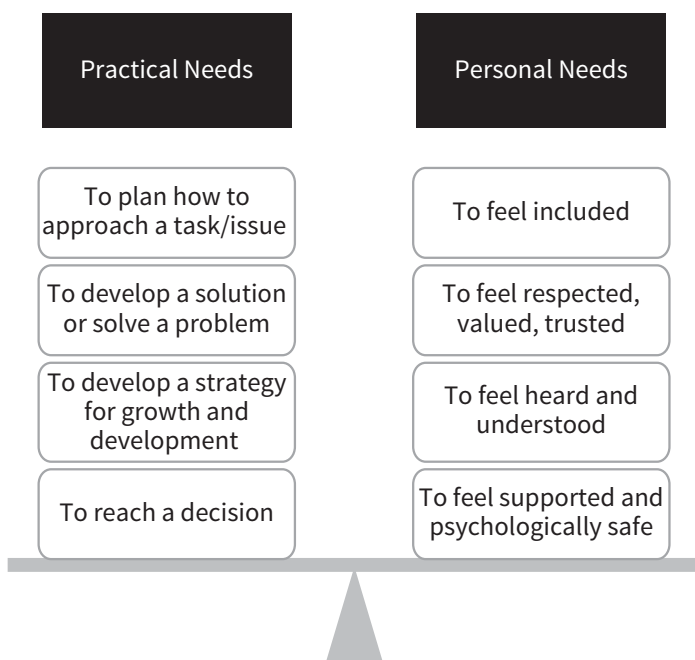 Practical Needs
To plan how to
approach a task/issue
To develop a solution
or solve a problem
To develop a strategy
for growth and
development
To reach a decision
Personal Needs
To feel included
To feel respected,
valued, trusted
To feel heard and
understood
To feel supported and
psychologically safe